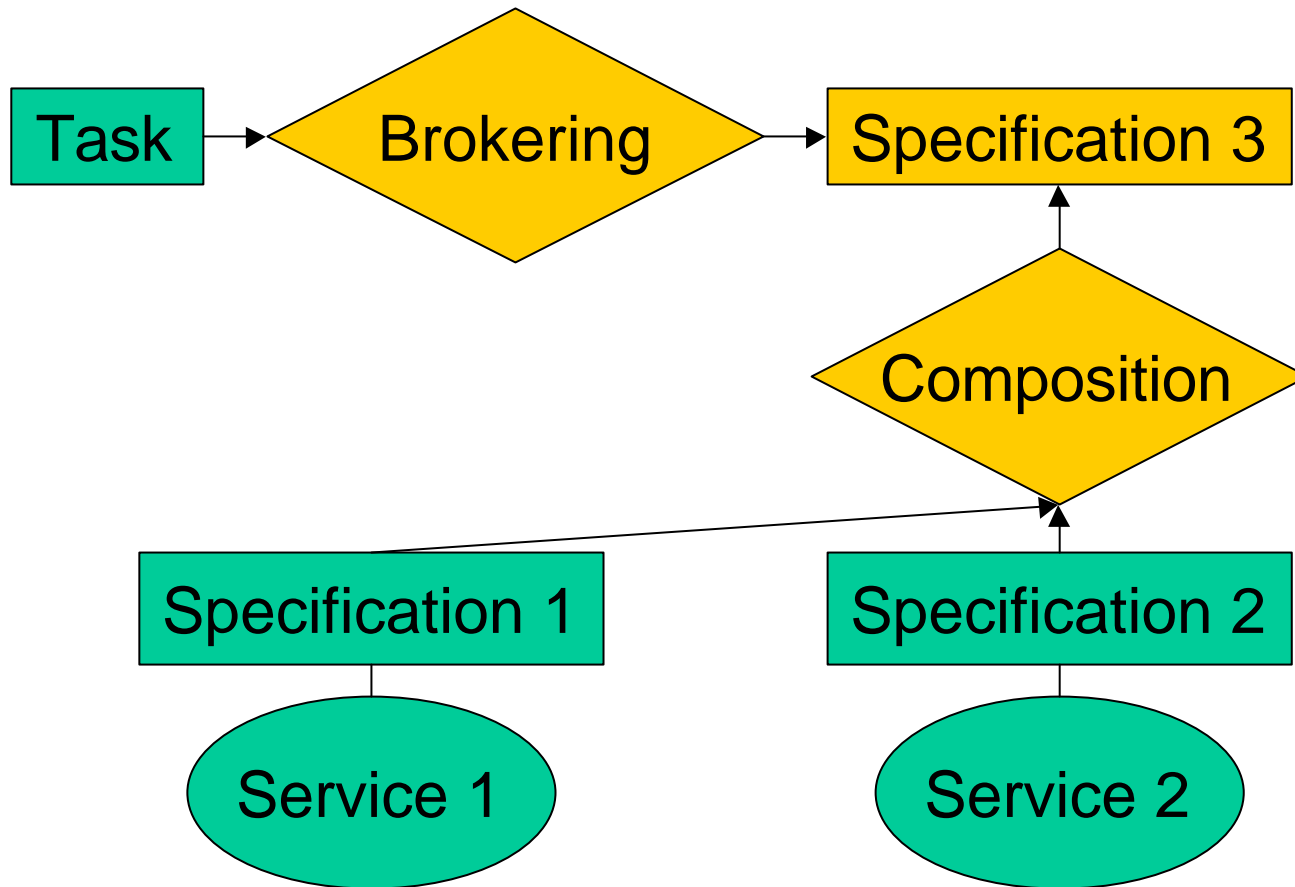 Task
Brokering
Specification 3
Composition
Specification 1
Specification 2
Service 1
Service 2